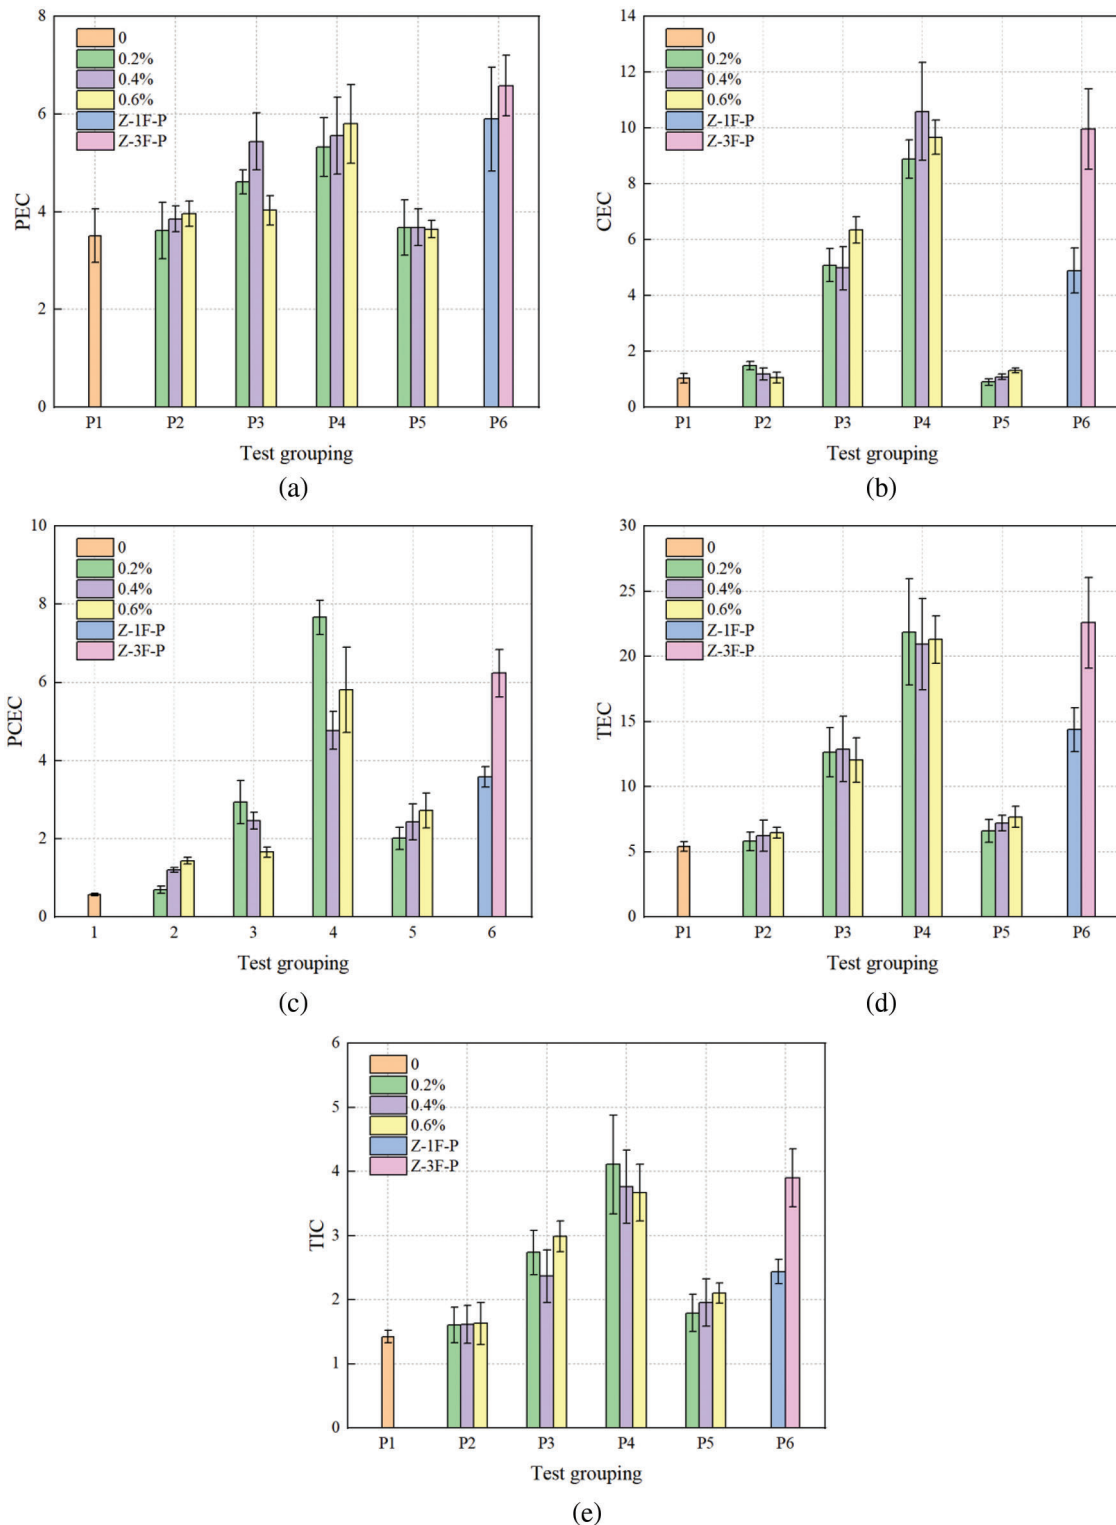 PEC
8
6
4
2
0
0
0.2%
0.4%
0.6%
Z-1F-P
Z-3F-P
P1 P2 P3 P4 P5 P6
Test grouping
(a)
CEC
14
12
10
8
6
4
2
0
0
0.2%
0.4%
0.6%
Z-1F-P
Z-3F-P
P1 P2 P3 P4 P5 P6
Test grouping
(b)
PCEC
10
8
6
4
2
0
0
0.2%
0.4%
0.6%
Z-1F-P
Z-3F-P
1 2 3 4 5 6
Test grouping
(c)
TEC
30
25
20
15
10
5
0
0
0.2%
0.4%
0.6%
Z-1F-P
Z-3F-P
P1 P2 P3 P4 P5 P6
Test grouping
(d)
TIC
6
5
4
3
2
1
0
0
0.2%
0.4%
0.6%
Z-1F-P
Z-3F-P
P1 P2 P3 P4 P5 P6
Test grouping
(e)